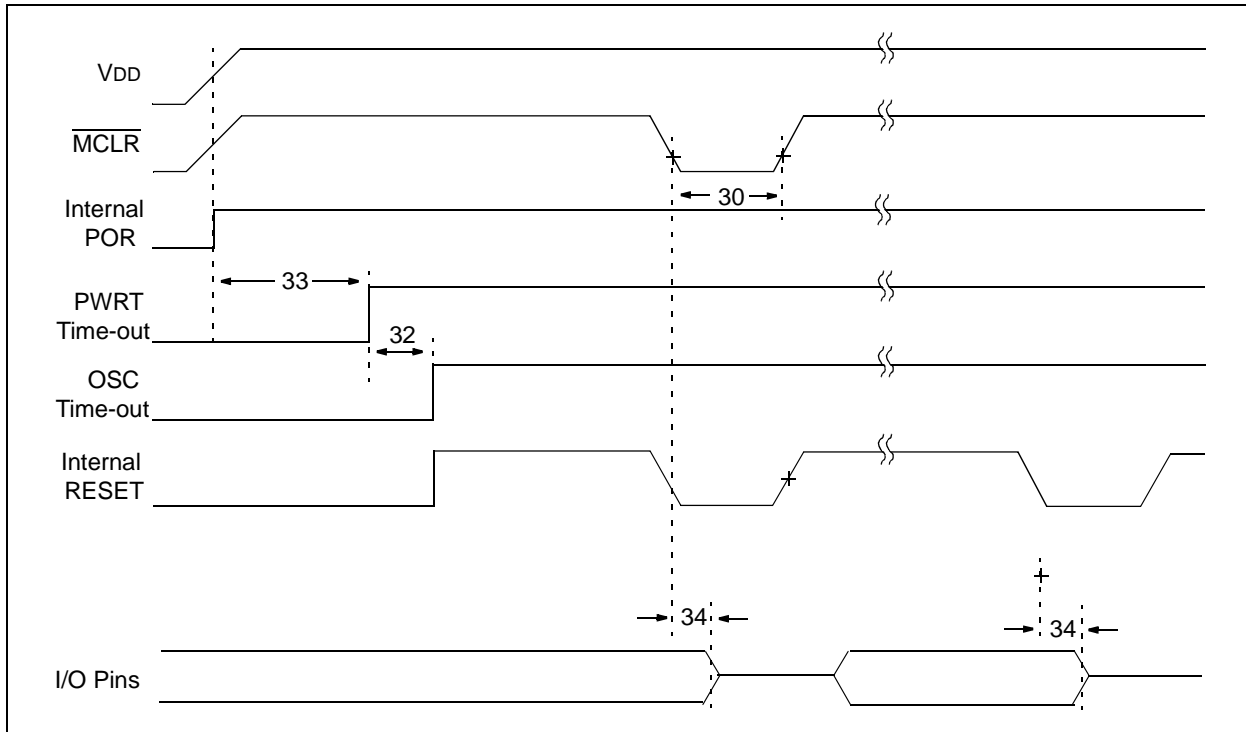 VDD
MCLR
30
Internal
POR
33
PWRT
Time-out
32
OSC
Time-out
Internal
RESET
34
34
I/O Pins